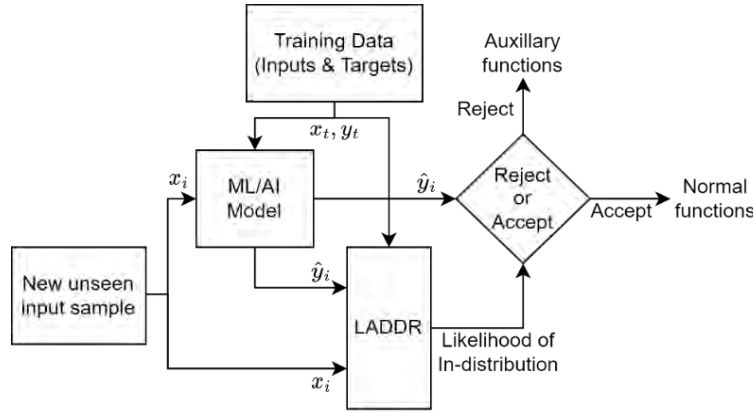 Training Data
(Inputs & Targets)
Auxillary
functions
Reject
x_t, y_t
x_i
ML/AI
Model
ŷ_i
Reject
or
Accept
Accept
Normal
functions
New unseen
input sample
ŷ_i
LADDR
Likelihood of
In-distribution
x_i